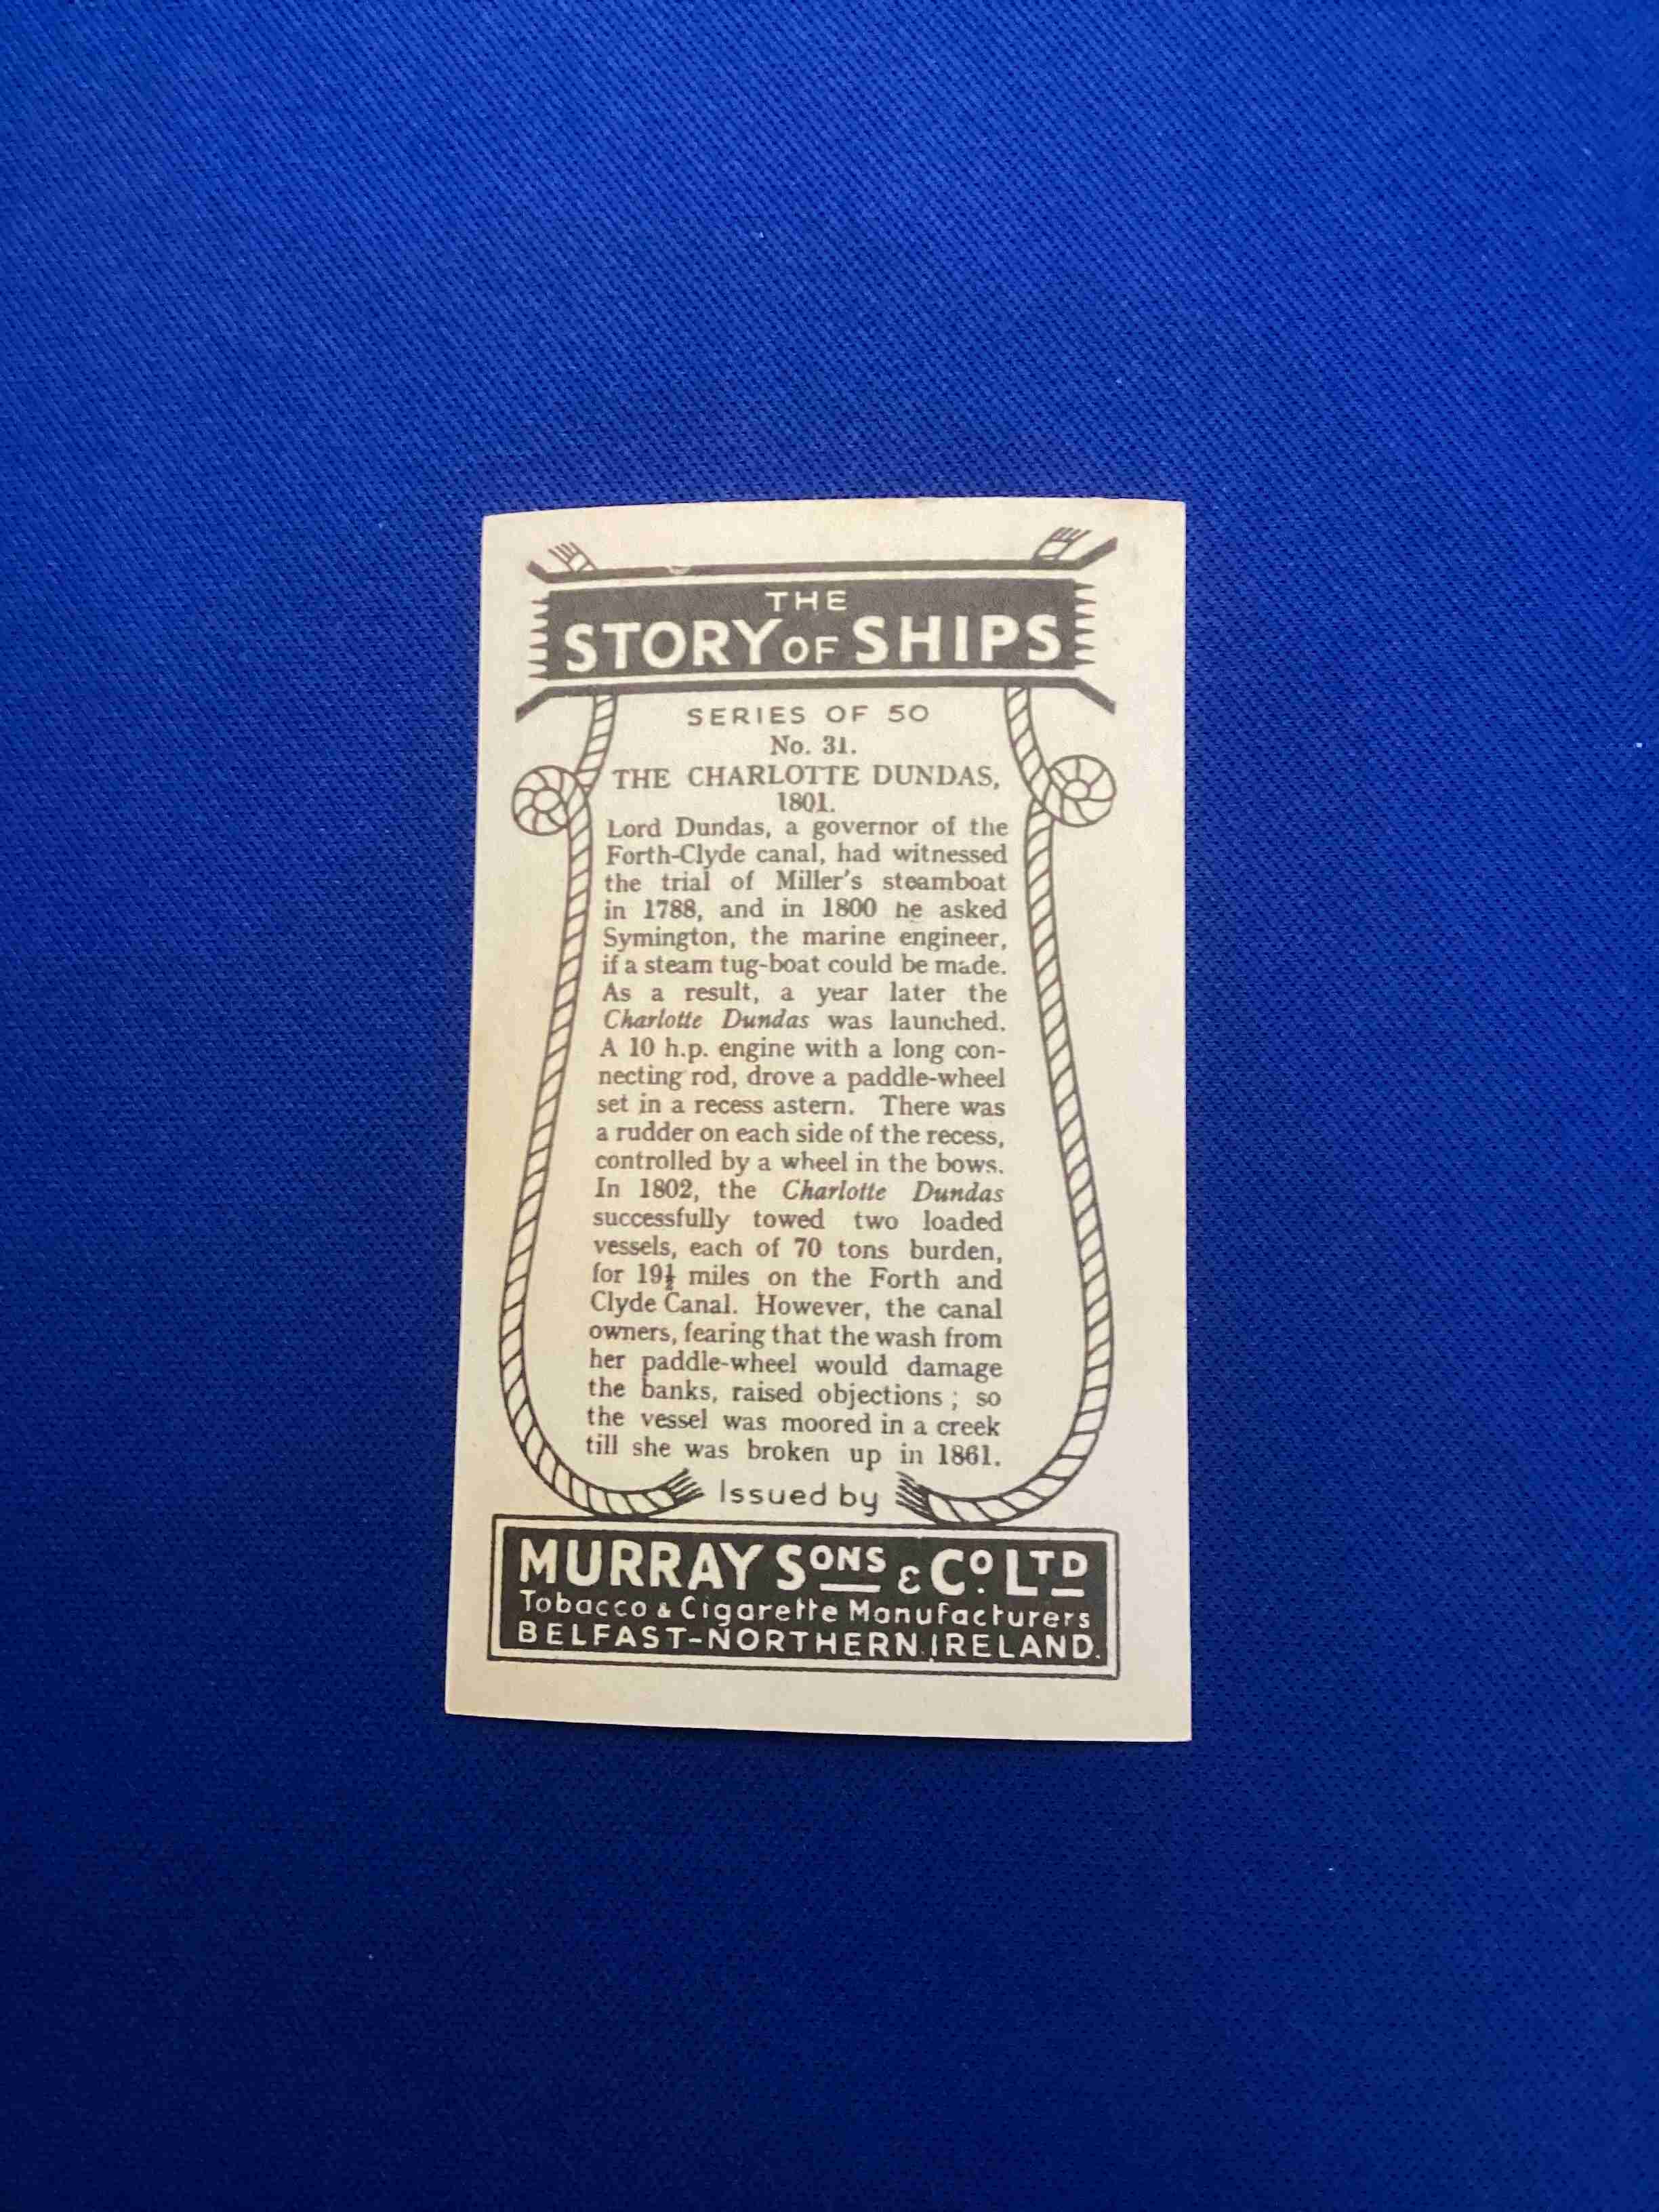 THE
STORY OF SHIPS
SERIES OF 50
No. 31.
THE CHARLOTTE DUNDAS,
1801.
Lord Dundas, a governor of the
Forth-Clyde canal, had witnessed
the trial of Miller's steamboat
in 1788, and in 1800 he asked
Symington, the marine engineer,
if a steam tug-boat could be made.
As a result, a year later the
Charlotte Dundas was launched.
A 10 h.p. engine with a long con-
necting rod, drove a paddle-wheel
set in a recess astern. There was
a rudder on each side of the recess,
controlled by a wheel in the bows.
In 1802, the Charlotte Dundas
successfully towed two loaded
vessels, each of 70 tons burden,
for 19½ miles on the Forth and
Clyde Canal. However, the canal
owners, fearing that the wash from
her paddle-wheel would damage
the banks, raised objections ; so
the vessel was moored in a creek
till she was broken up in 1861.
Issued by
MURRAY SONS & CO. LTD
Tobacco & Cigarette Manufacturers
BELFAST-NORTHERN.IRELAND.